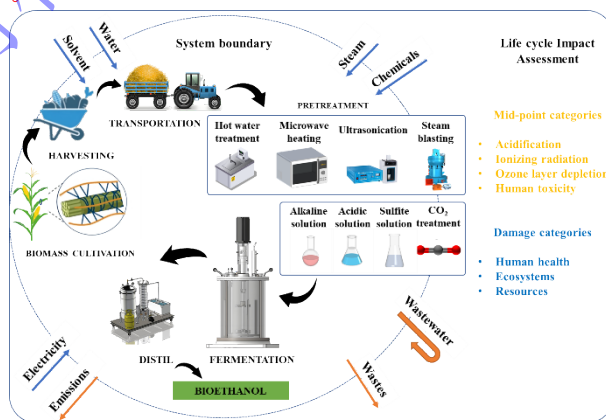 System boundary
Solvent
Water
Steam
Chemicals
Life cycle Impact
Assessment
TRANSPORTATION
PRETREATMENT
Hot water
treatment
Microwave
heating
Ultrasonication
Steam
blasting
Mid-point categories
• Acidification
• Ionizing radiation
• Ozone layer depletion
• Human toxicity
HARVESTING
Alkaline
solution
Acidic
solution
Sulfite
solution
CO2
treatment
BIOMASS CULTIVATION
Damage categories
• Human health
• Ecosystems
• Resources
Electricity
Emissions
DISTIL
FERMENTATION
BIOETHANOL
Wastewater
Wastes